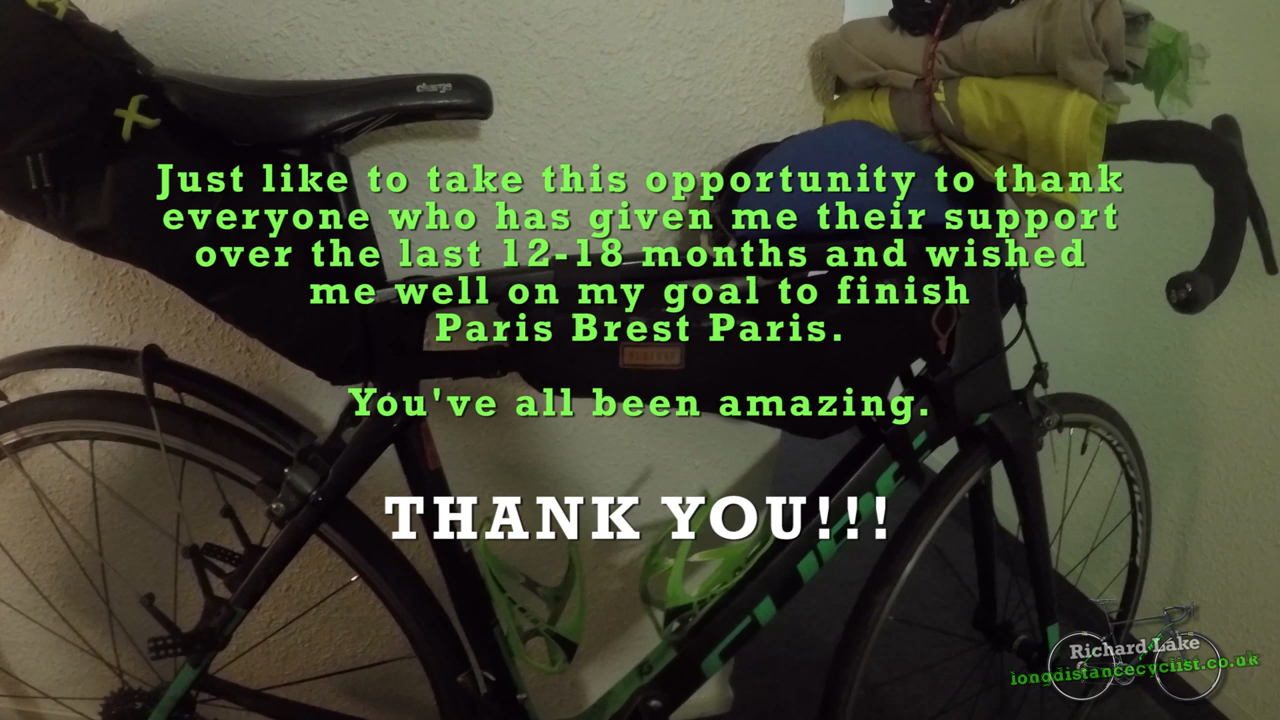 charge
Just like to take this opportunity to thank
everyone who has given me their support
over the last 12-18 months and wished
me well on my goal to finish
Paris Brest Paris.
You've all been amazing.
THANK YOU!!!
Richard Lake
longdistancecyclist.co.uk